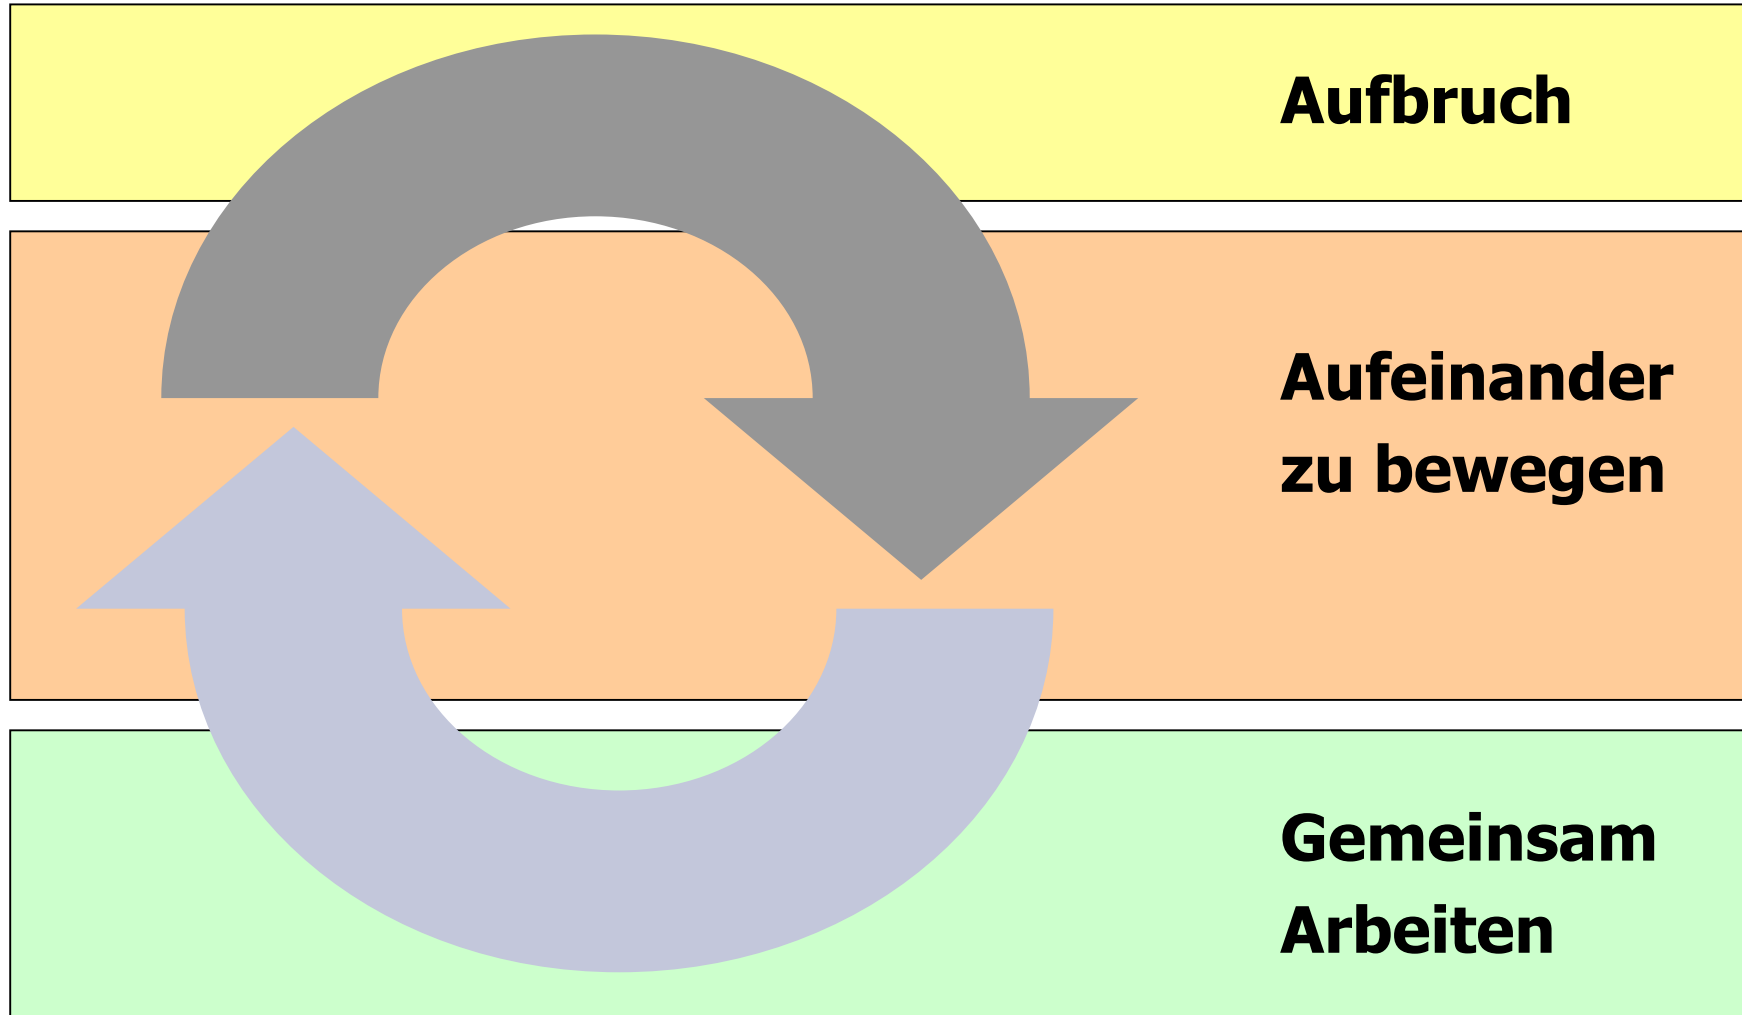 Aufbruch
Aufeinander
zu bewegen
Gemeinsam
Arbeiten